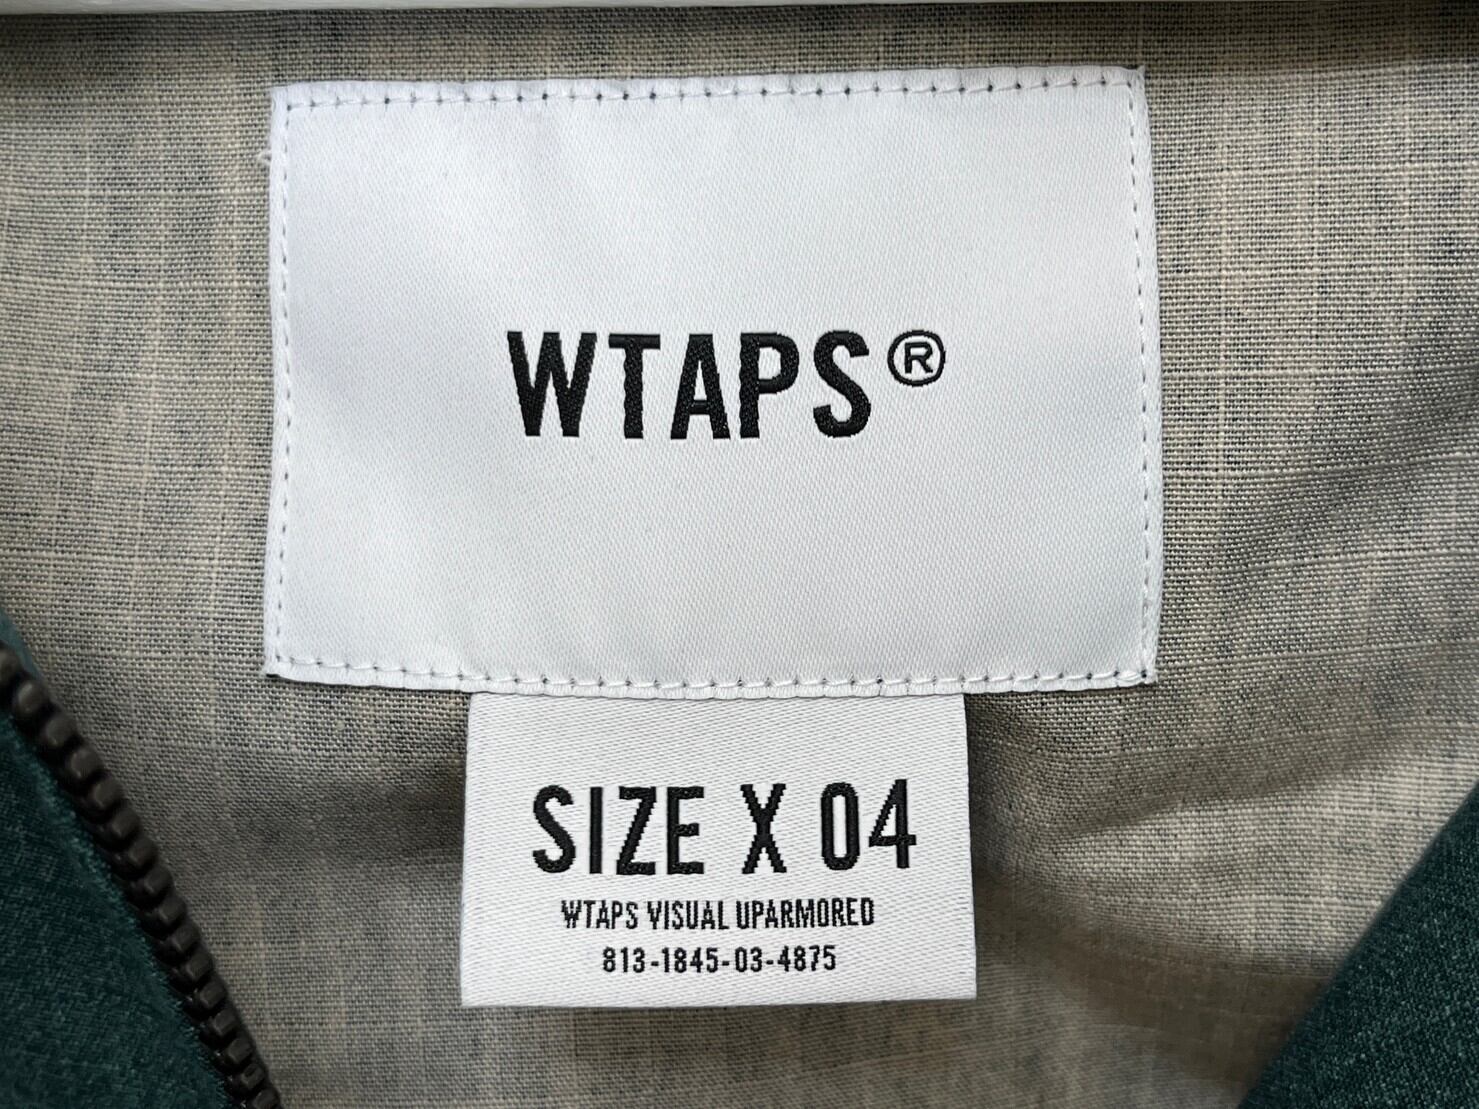 WTAPS®
SIZE X 04
WTAPS VISUAL UPARMORED
813-1845-03-4875